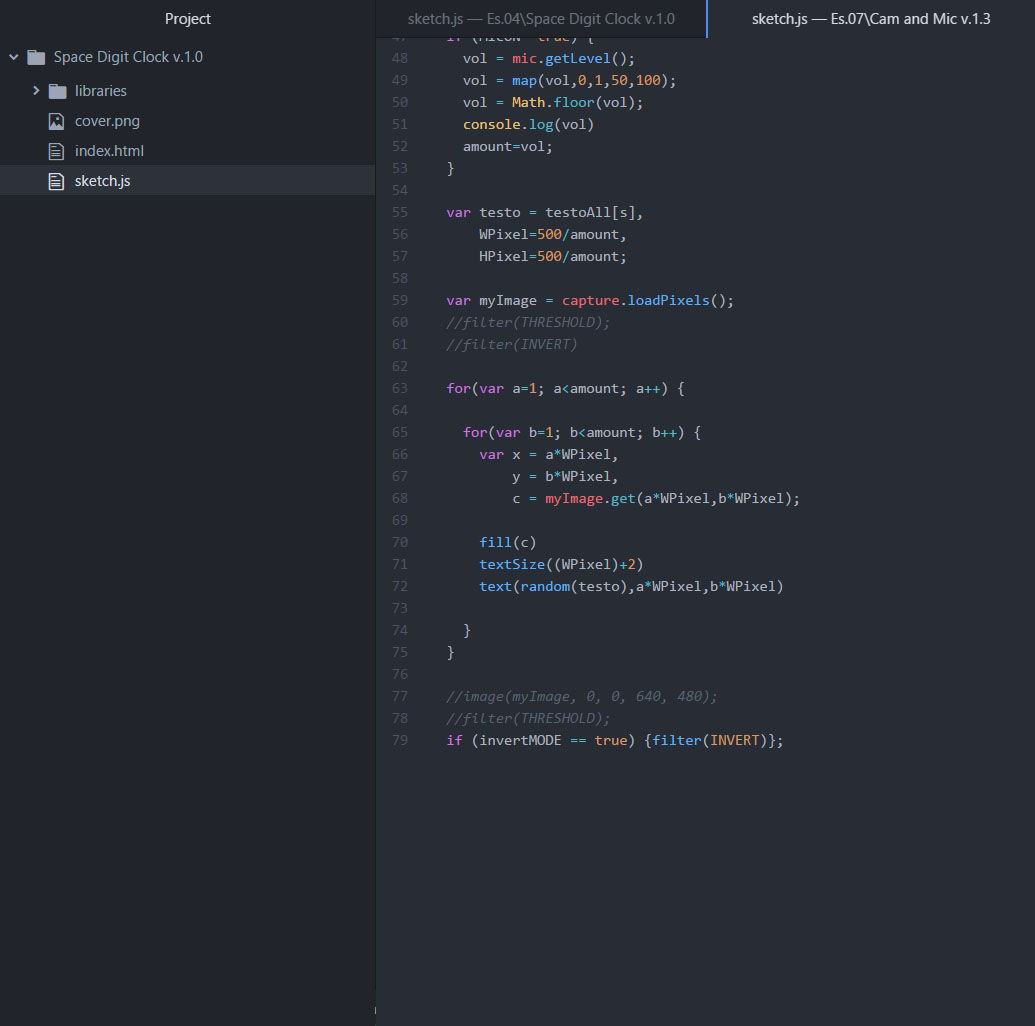 Project
sketch.js — Es.04\Space Digit Clock v.1.0
sketch.js — Es.07\Cam and Mic v.1.3
Space Digit Clock v.1.0
libraries
cover.png
index.html
sketch.js
48 vol = mic.getLevel();
49 vol = map(vol,0,1,50,100);
50 vol = Math.floor(vol);
51 console.log(vol)
52 amount=vol;
53 }
54
55 var testo = testoAll[s],
56 WPixel=500/amount,
57 HPixel=500/amount;
58
59 var myImage = capture.loadPixels();
60 //filter(THRESHOLD);
61 //filter(INVERT)
62
63 for(var a=1; a<amount; a++) {
64
65 for(var b=1; b<amount; b++) {
66 var x = a*WPixel,
67 y = b*WPixel,
68 c = myImage.get(a*WPixel,b*WPixel);
69
70 fill(c)
71 textSize((WPixel)+2)
72 text(random(testo),a*WPixel,b*WPixel)
73
74 }
75 }
76
77 //image(myImage, 0, 0, 640, 480);
78 //filter(THRESHOLD);
79 if (invertMODE == true) {filter(INVERT)};